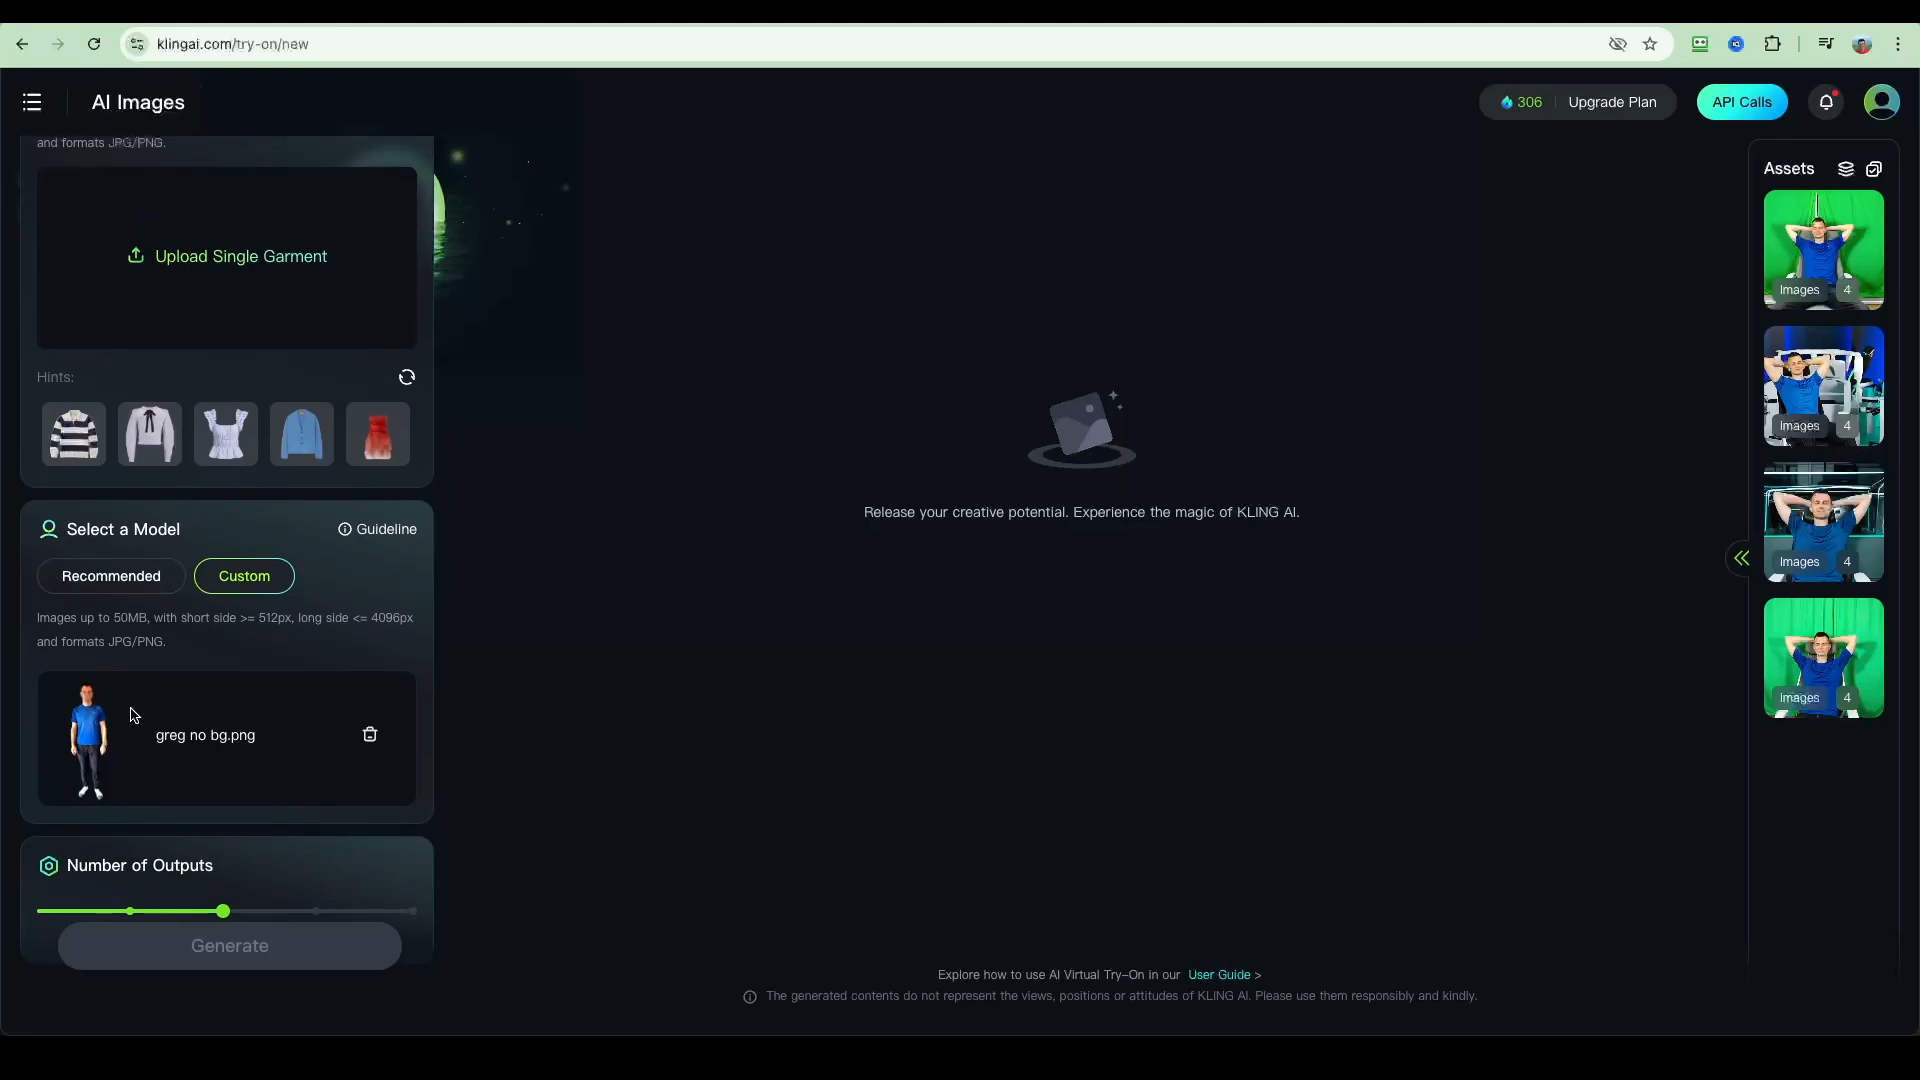 klingai.com/try-on/new
AI Images
306
Upgrade Plan
API Calls
and formats JPG/PNG.
Upload Single Garment
Hints:
Select a Model
Guideline
Recommended
Custom
Images up to 50MB, with short side >= 512px, long side <= 4096px
and formats JPG/PNG.
greg no bg.png
Number of Outputs
Generate
Release your creative potential. Experience the magic of KLING AI.
Explore how to use AI Virtual Try-On in our User Guide >
The generated contents do not represent the views, positions or attitudes of KLING AI. Please use them responsibly and kindly.
Assets
Images 4
Images 4
Images 4
Images 4